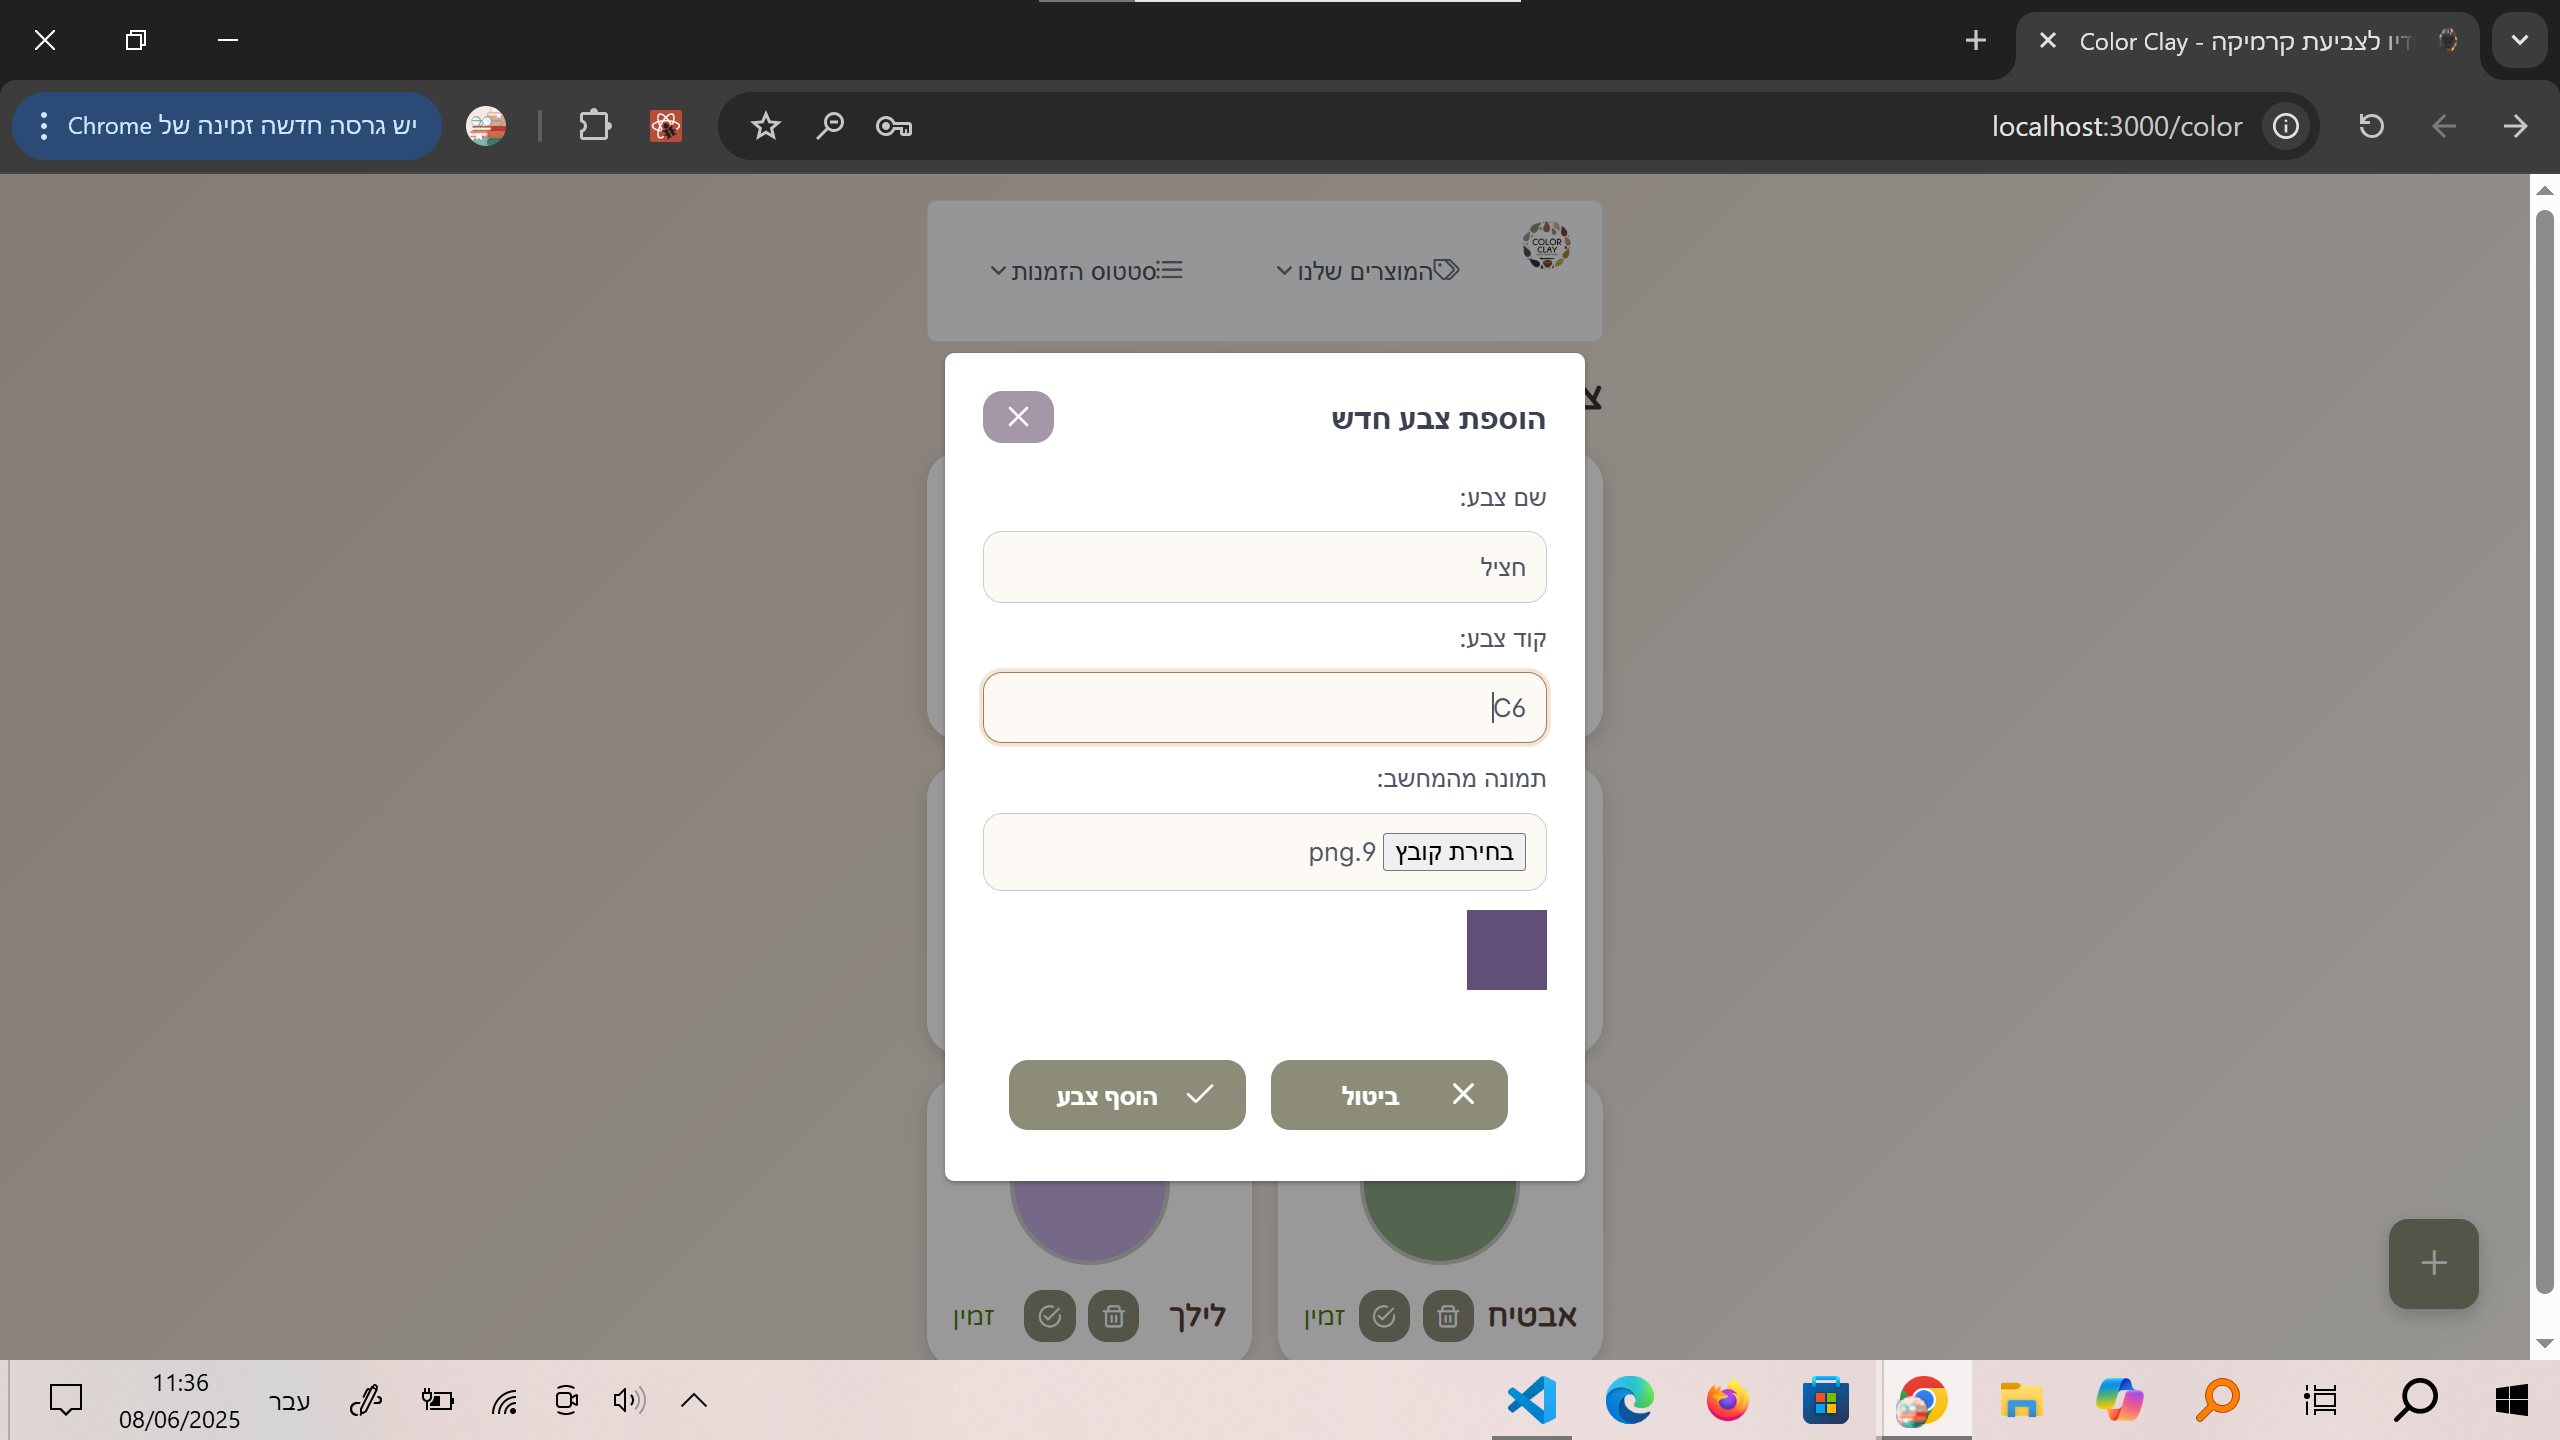 Color Clay - דיו לצביעת קרמיקה
localhost:3000/color
יש גרסה חדשה זמינה של Chrome
COLOR
CLAY
המוצרים שלנו
סטטוס הזמנות
צ
הוספת צבע חדש
שם צבע:
חציל
קוד צבע:
C6
תמונה מהמחשב:
בחירת קובץ png.9
ביטול
הוסף צבע
אבטיח
זמין
לילך
זמין
עבר
11:36
08/06/2025